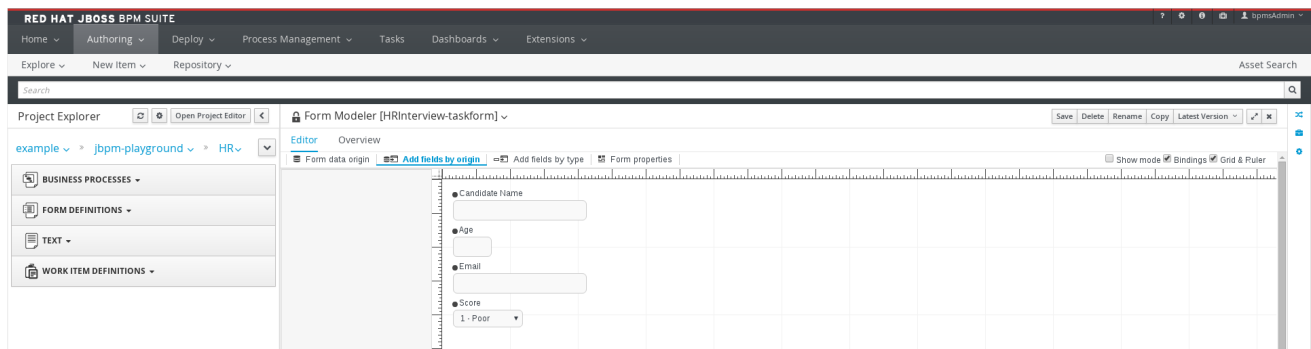 RED HAT JBOSS BPM SUITE
? bpmsAdmin
Home Authoring Deploy Process Management Tasks Dashboards Extensions
Explore New Item Repository Asset Search
Search
Project Explorer Open Project Editor Form Modeler [HRInterview-taskform] Save Delete Rename Copy Latest Version
Editor Overview
example » jbpm-playground » HR
Form data origin Add fields by origin Add fields by type Form properties Show mode Bindings Grid & Ruler
BUSINESS PROCESSES
FORM DEFINITIONS
TEXT
WORK ITEM DEFINITIONS
Candidate Name
Age
Email
Score
1 - Poor